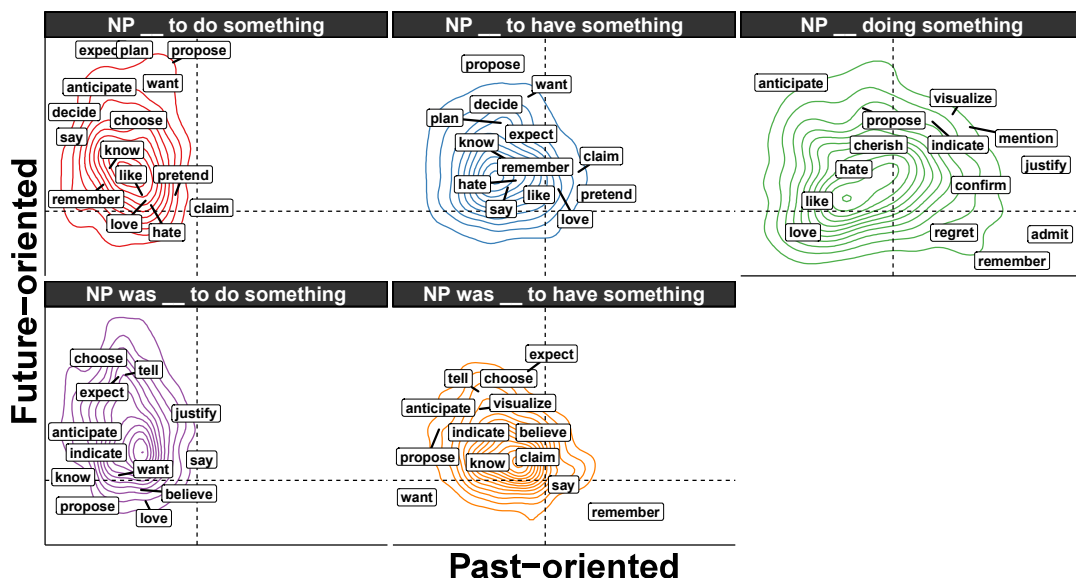 NP __ to do something
expec
plan
propose
anticipate
want
decide
choose
say
know
like
pretend
remember
claim
love
hate
NP __ to have something
propose
want
decide
plan
expect
know
claim
remember
hate
like
pretend
say
love
NP __ doing something
anticipate
visualize
propose
mention
cherish
indicate
justify
hate
confirm
like
love
regret
admit
remember
NP was __ to do something
choose
tell
expect
justify
anticipate
indicate
say
want
know
believe
propose
love
NP was __ to have something
expect
tell
choose
anticipate
visualize
indicate
believe
propose
know
claim
say
want
remember
Future−oriented
Past−oriented